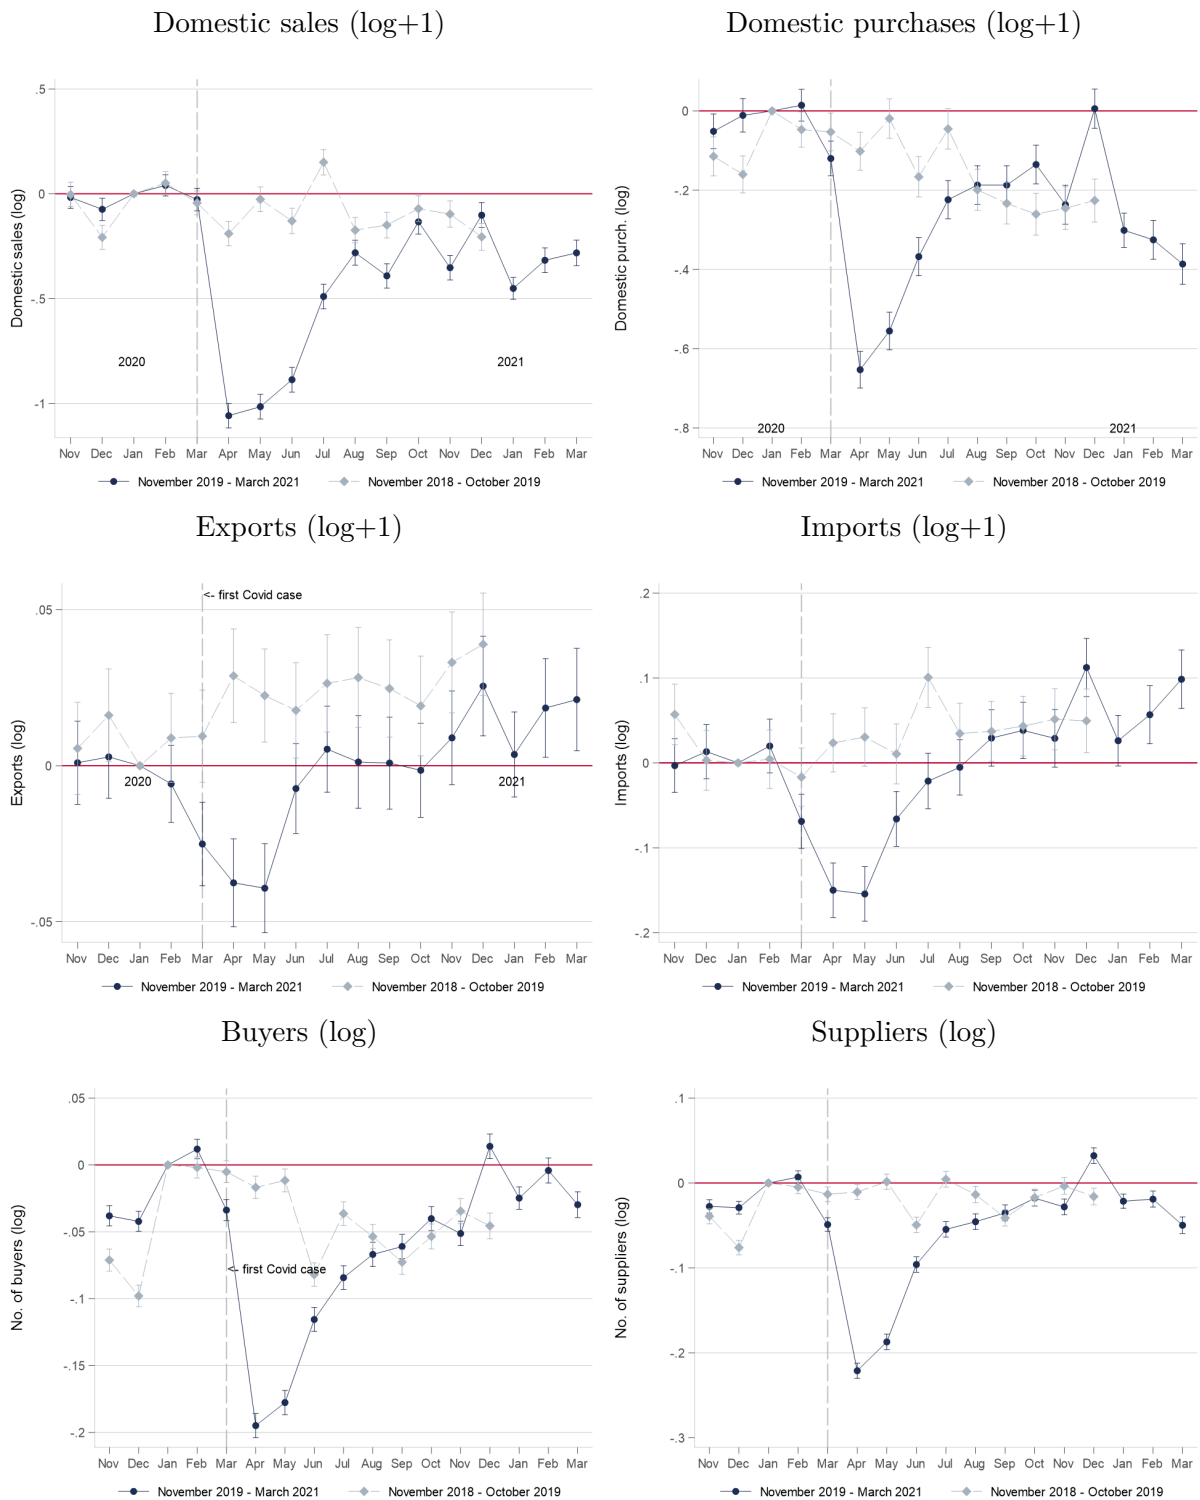 Domestic sales (log+1)
Domestic sales (log)
.5
0
-.5
-1
2020
2021
Nov Dec Jan Feb Mar Apr May Jun Jul Aug Sep Oct Nov Dec Jan Feb Mar
November 2019 - March 2021 November 2018 - October 2019
Domestic purchases (log+1)
Domestic purch. (log)
0
-.2
-.4
-.6
-.8
2020
2021
Nov Dec Jan Feb Mar Apr May Jun Jul Aug Sep Oct Nov Dec Jan Feb Mar
November 2019 - March 2021 November 2018 - October 2019
Exports (log+1)
Exports (log)
.05
0
-.05
<- first Covid case
2020
2021
Nov Dec Jan Feb Mar Apr May Jun Jul Aug Sep Oct Nov Dec Jan Feb Mar
November 2019 - March 2021 November 2018 - October 2019
Imports (log+1)
Imports (log)
.2
.1
0
-.1
-.2
Nov Dec Jan Feb Mar Apr May Jun Jul Aug Sep Oct Nov Dec Jan Feb Mar
November 2019 - March 2021 November 2018 - October 2019
Buyers (log)
No. of buyers (log)
.05
0
-.05
-.1
-.15
-.2
<- first Covid case
Nov Dec Jan Feb Mar Apr May Jun Jul Aug Sep Oct Nov Dec Jan Feb Mar
November 2019 - March 2021 November 2018 - October 2019
Suppliers (log)
No. of suppliers (log)
.1
0
-.1
-.2
-.3
Nov Dec Jan Feb Mar Apr May Jun Jul Aug Sep Oct Nov Dec Jan Feb Mar
November 2019 - March 2021 November 2018 - October 2019